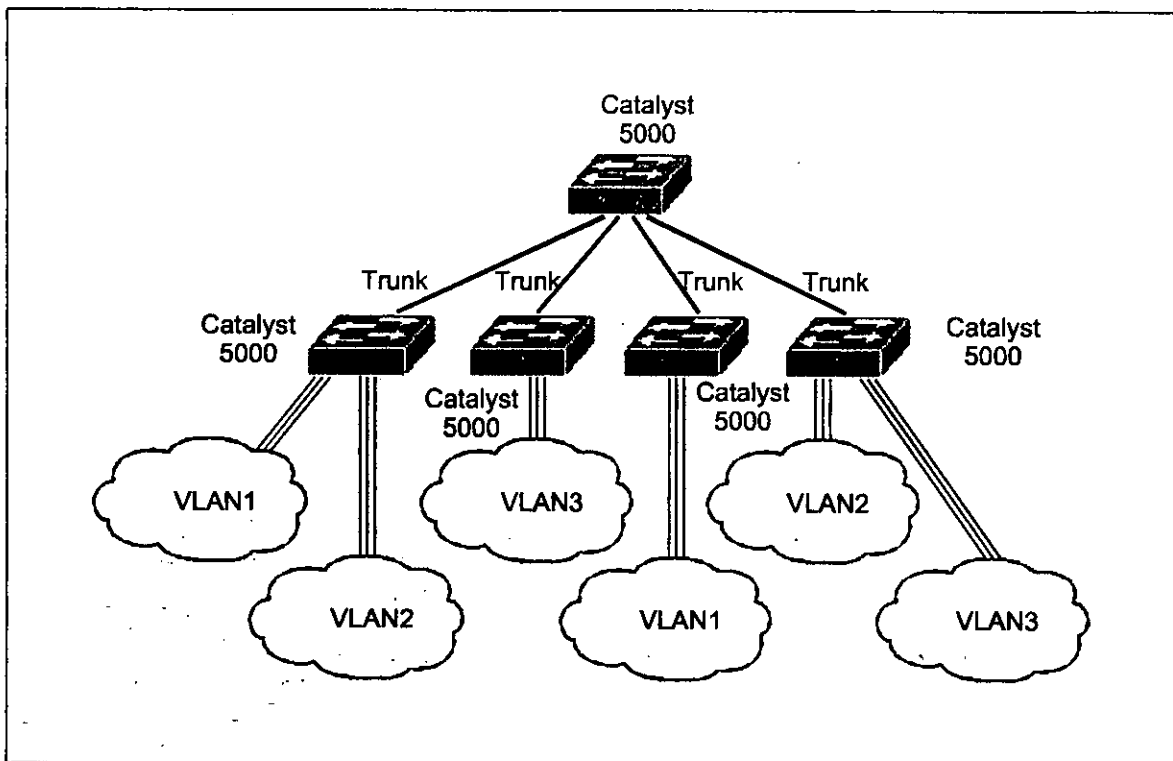 Catalyst
5000
Trunk
Trunk
Trunk
Trunk
Catalyst
5000
Catalyst
5000
Catalyst
5000
Catalyst
5000
VLAN1
VLAN3
VLAN2
VLAN2
VLAN1
VLAN3